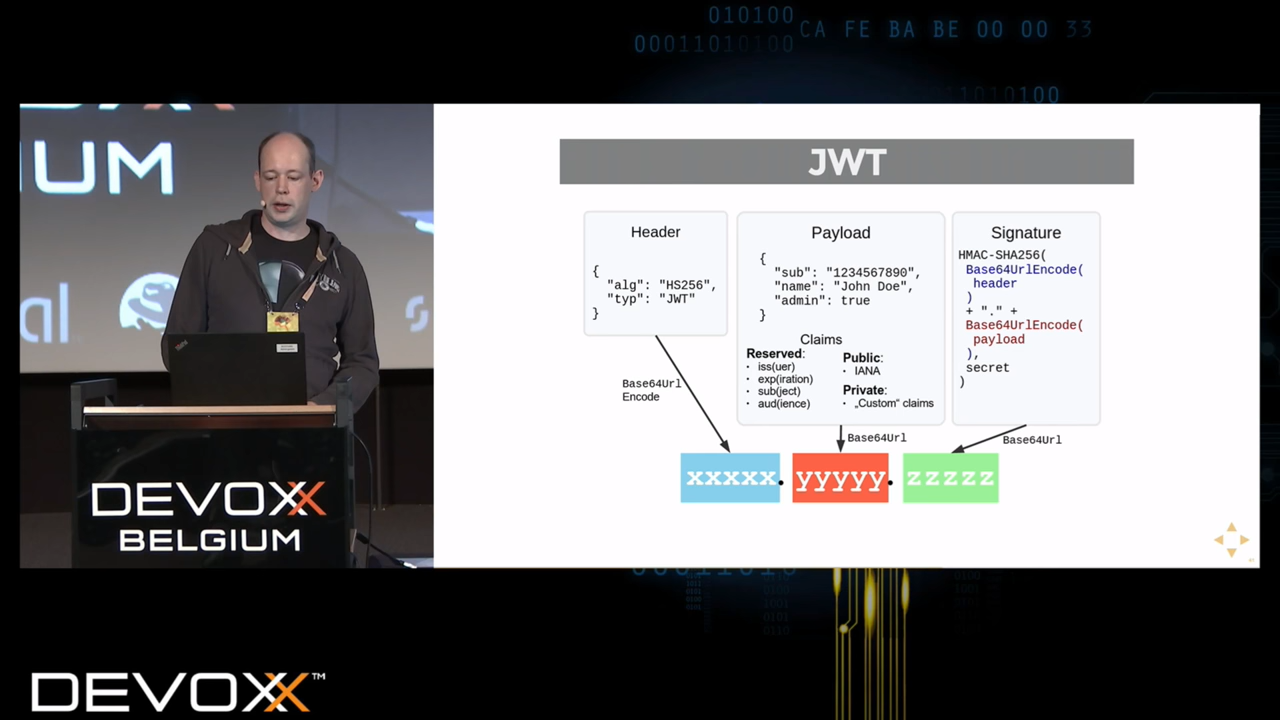 010100
00011010100
CA FE BA BE 00 00 33
1010100
IUM
al
DEVOXX
BELGIUM
JWT
Header
{
"alg": "HS256",
"typ": "JWT"
}
Payload
{
"sub": "1234567890",
"name": "John Doe",
"admin": true
}
Claims
Reserved:
• iss(uer)
• exp(iration)
• sub(ject)
• aud(ience)
Public:
• IANA
Private:
• „Custom“ claims
Signature
HMAC-SHA256(
Base64UrlEncode(
header
)
+ "." +
Base64UrlEncode(
payload
),
secret
)
Base64Url
Encode
Base64Url
Base64Url
xxxxx.
yyyyy.
zzzzz
DEVOXX™